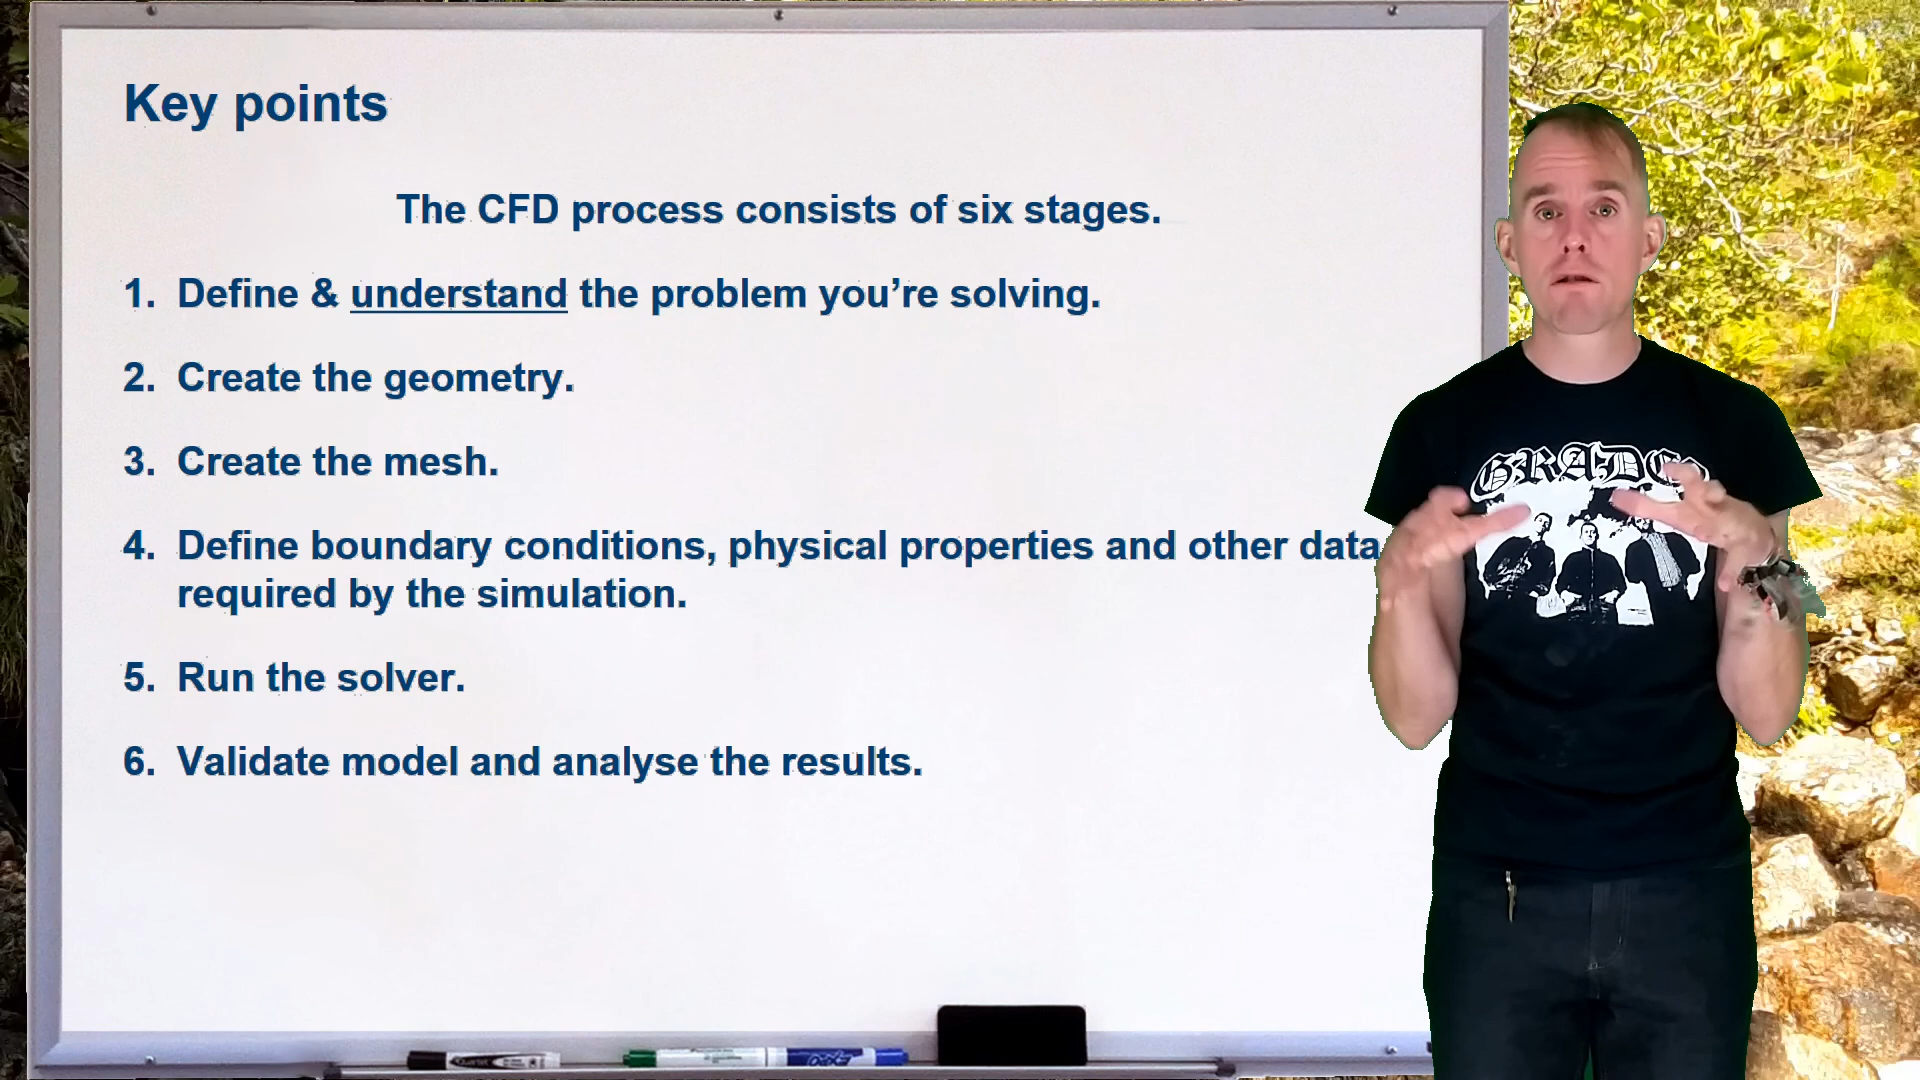 Key points
The CFD process consists of six stages.
1. Define & understand the problem you’re solving.
2. Create the geometry.
3. Create the mesh.
4. Define boundary conditions, physical properties and other data
required by the simulation.
5. Run the solver.
6. Validate model and analyse the results.